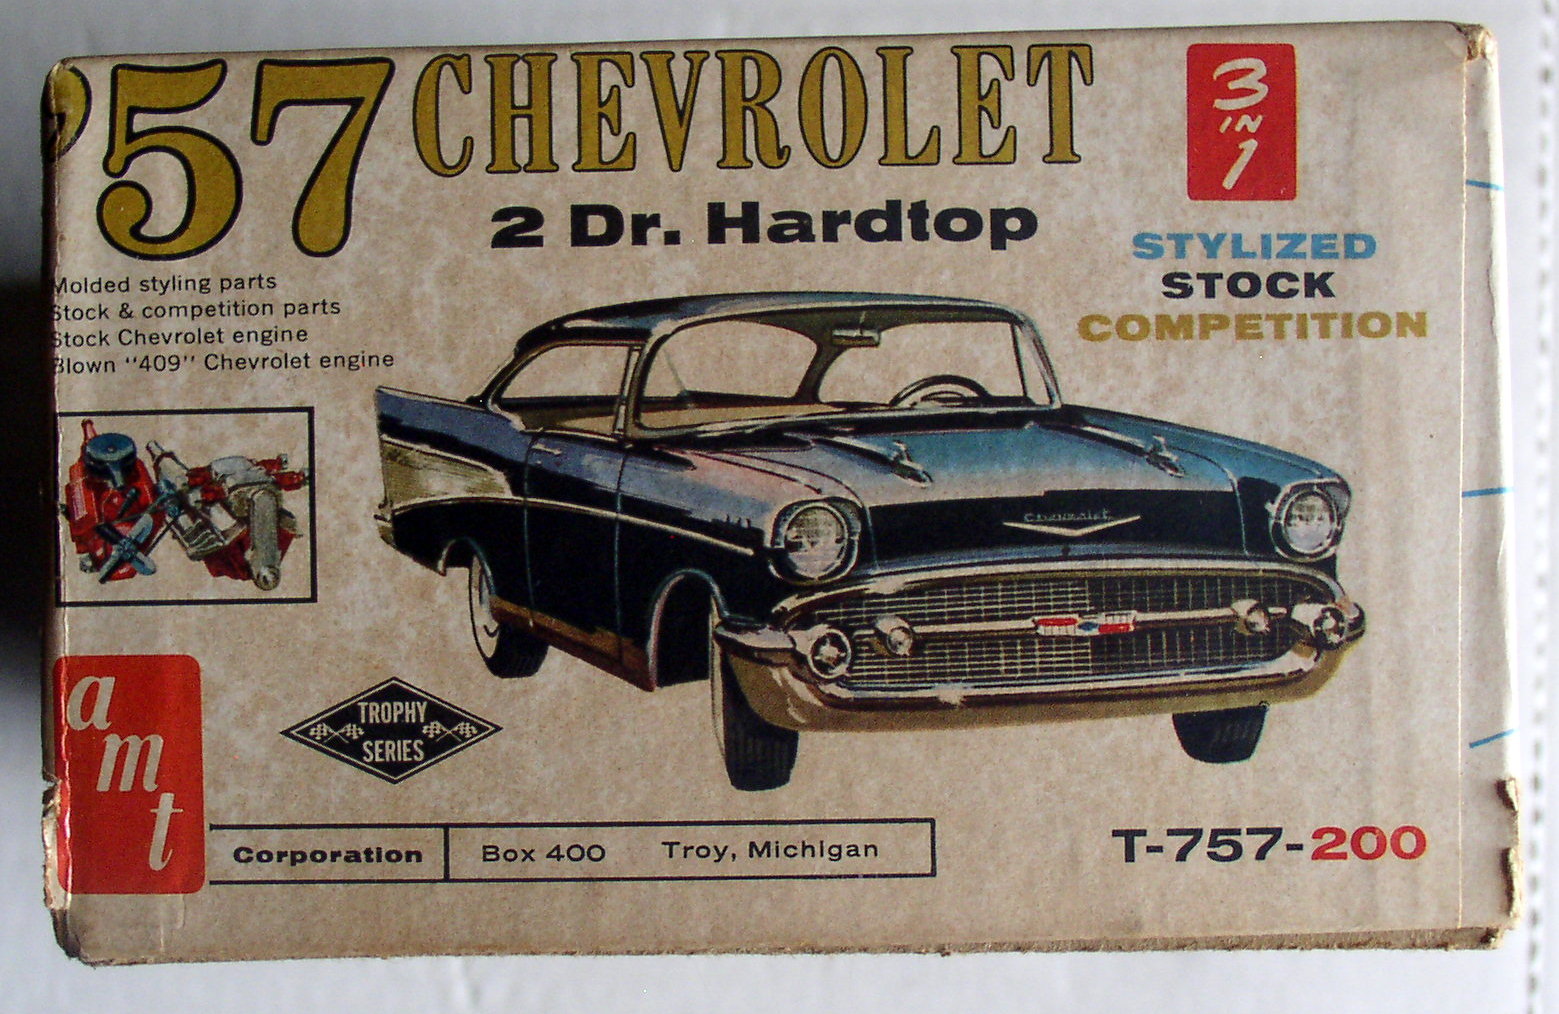 '57 CHEVROLET
2 Dr. Hardtop
3
IN
1
STYLIZED
STOCK
COMPETITION
Molded styling parts
Stock & competition parts
Stock Chevrolet engine
Blown "409" Chevrolet engine
Chevrolet
TROPHY
SERIES
amt
Corporation Box 400 Troy, Michigan
T-757-200